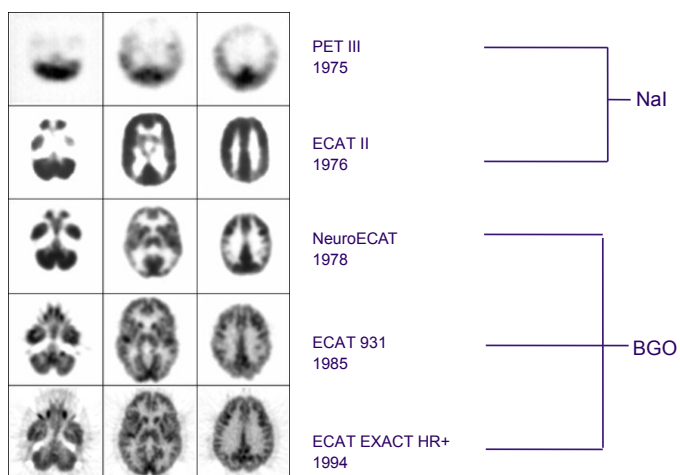 PET III
1975
NaI
ECAT II
1976
NeuroECAT
1978
ECAT 931
1985
BGO
ECAT EXACT HR+
1994